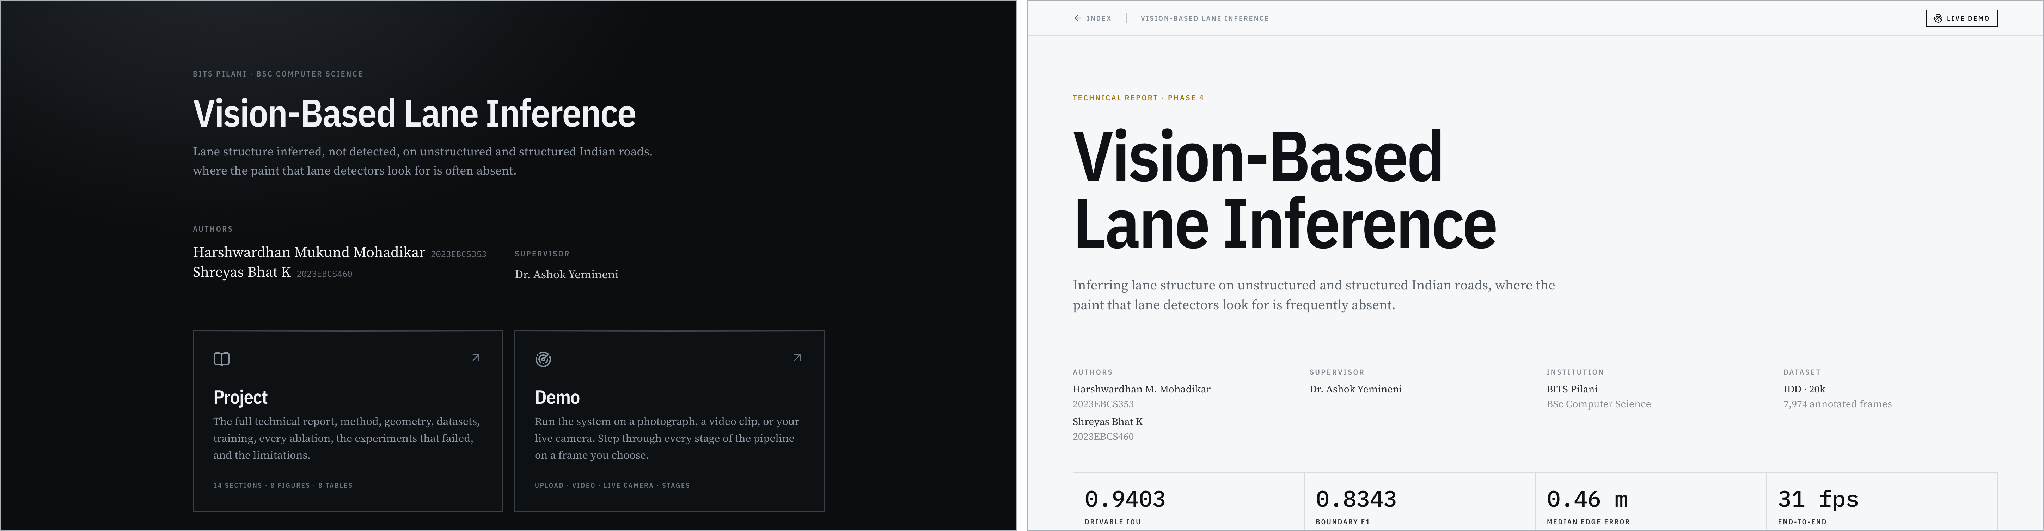 BITS PILANI · BSC COMPUTER SCIENCE
Vision-Based Lane Inference
Lane structure inferred, not detected, on unstructured and structured Indian roads,
where the paint that lane detectors look for is often absent.
AUTHORS
Harshwardhan Mukund Mohadikar 2023EBCS353
Shreyas Bhat K 2023EBCS460
SUPERVISOR
Dr. Ashok Yemineni
Project
The full technical report, method, geometry, datasets,
training, every ablation, the experiments that failed,
and the limitations.
14 SECTIONS · 8 FIGURES · 8 TABLES
Demo
Run the system on a photograph, a video clip, or your
live camera. Step through every stage of the pipeline
on a frame you choose.
UPLOAD · VIDEO · LIVE CAMERA · STAGES
← INDEX
VISION-BASED LANE INFERENCE
LIVE DEMO
TECHNICAL REPORT · PHASE 4
Vision-Based
Lane Inference
Inferring lane structure on unstructured and structured Indian roads, where the
paint that lane detectors look for is frequently absent.
AUTHORS
Harshwardhan M. Mohadikar
2023EBCS353
Shreyas Bhat K
2023EBCS460
SUPERVISOR
Dr. Ashok Yemineni
INSTITUTION
BITS Pilani
BSc Computer Science
DATASET
IDD · 20k
7,974 annotated frames
0.9403
DRIVABLE IOU
0.8343
BOUNDARY F1
0.46 m
MEDIAN EDGE ERROR
31 fps
END-TO-END